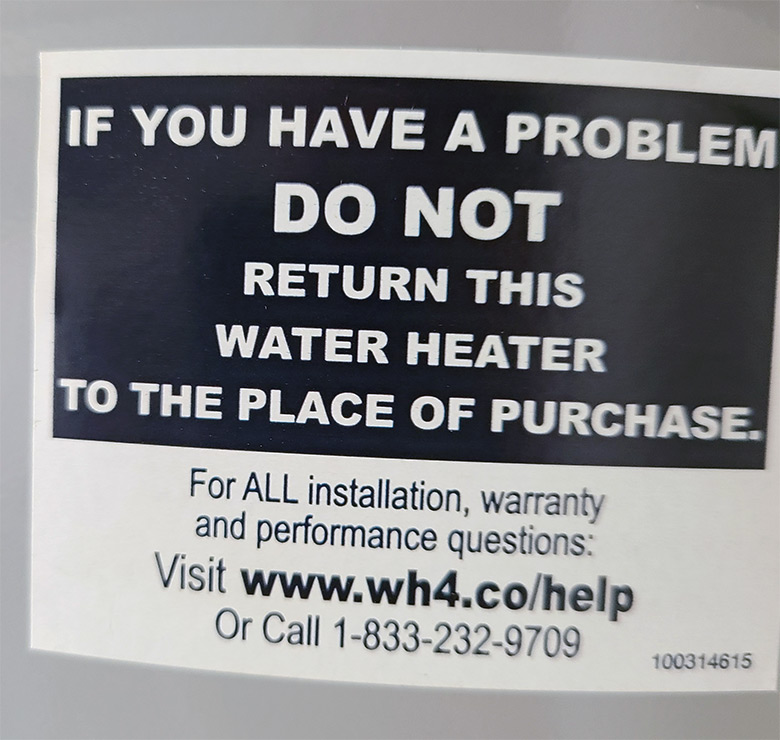 IF YOU HAVE A PROBLEM
DO NOT
RETURN THIS
WATER HEATER
TO THE PLACE OF PURCHASE.
For ALL installation, warranty
and performance questions:
Visit www.wh4.co/help
Or Call 1-833-232-9709
100314615